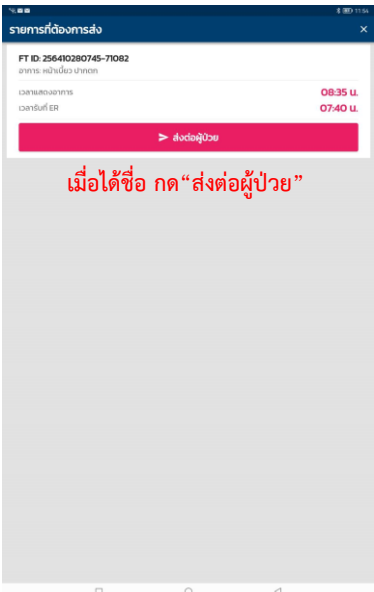 11:54
รายการที่ต้องการส่ง ×
FT ID: 256410280745-71082
อาการ: หน้าเบี้ยว ปากตก
เวลาแสดงอาการ 08:35 น.
เวลารับที่ ER 07:40 น.
ส่งต่อผู้ป่วย
เมื่อได้ชื่อ กด“ส่งต่อผู้ป่วย”